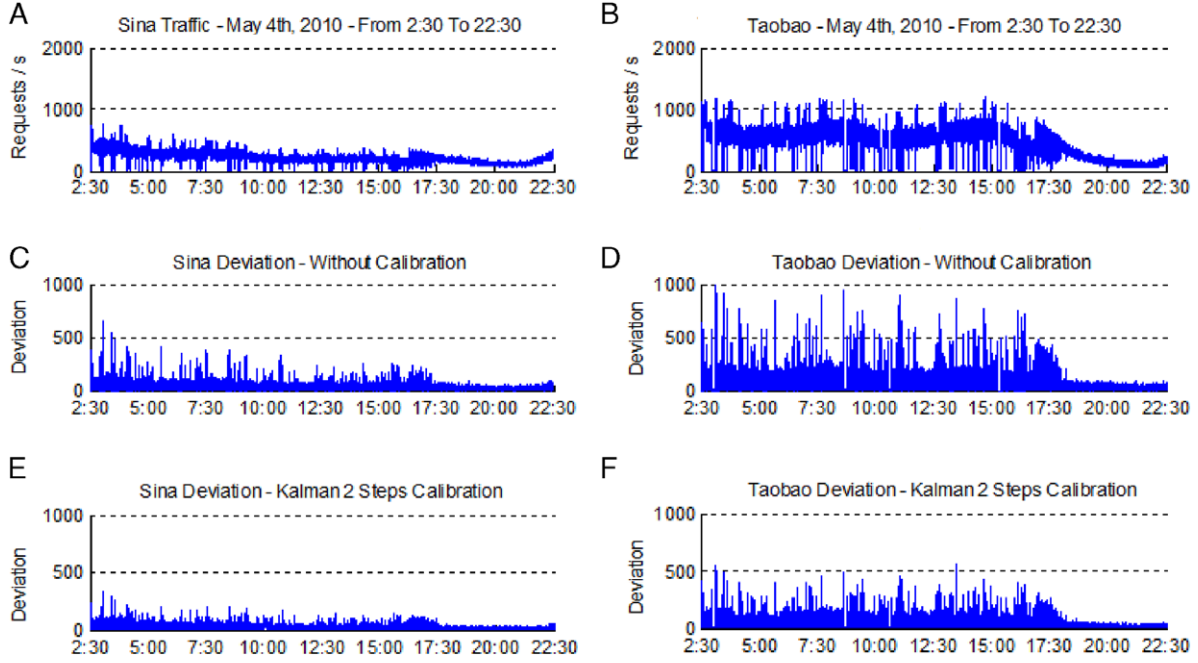 A
Sina Traffic - May 4th, 2010 - From 2:30 To 22:30
Requests / s
2000
1000
0
2:30 5:00 7:30 10:00 12:30 15:00 17:30 20:00 22:30
B
Taobao - May 4th, 2010 - From 2:30 To 22:30
Requests / s
2000
1000
0
2:30 5:00 7:30 10:00 12:30 15:00 17:30 20:00 22:30
C
Sina Deviation - Without Calibration
Deviation
1000
500
0
2:30 5:00 7:30 10:00 12:30 15:00 17:30 20:00 22:30
D
Taobao Deviation - Without Calibration
Deviation
1000
500
0
2:30 5:00 7:30 10:00 12:30 15:00 17:30 20:00 22:30
E
Sina Deviation - Kalman 2 Steps Calibration
Deviation
1000
500
0
2:30 5:00 7:30 10:00 12:30 15:00 17:30 20:00 22:30
F
Taobao Deviation - Kalman 2 Steps Calibration
Deviation
1000
500
0
2:30 5:00 7:30 10:00 12:30 15:00 17:30 20:00 22:30